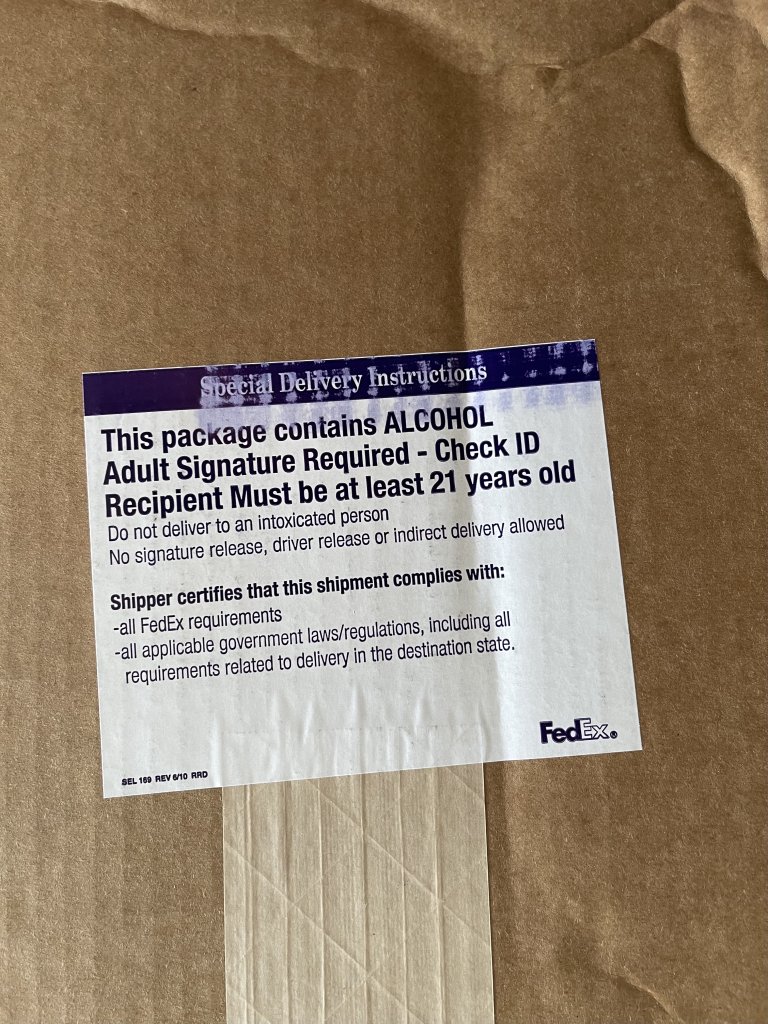 Special Delivery Instructions
This package contains ALCOHOL
Adult Signature Required - Check ID
Recipient Must be at least 21 years old
Do not deliver to an intoxicated person
No signature release, driver release or indirect delivery allowed
Shipper certifies that this shipment complies with:
-all FedEx requirements
-all applicable government laws/regulations, including all
requirements related to delivery in the destination state.
FedEx®
SEL 169 REV 6/10 RRD